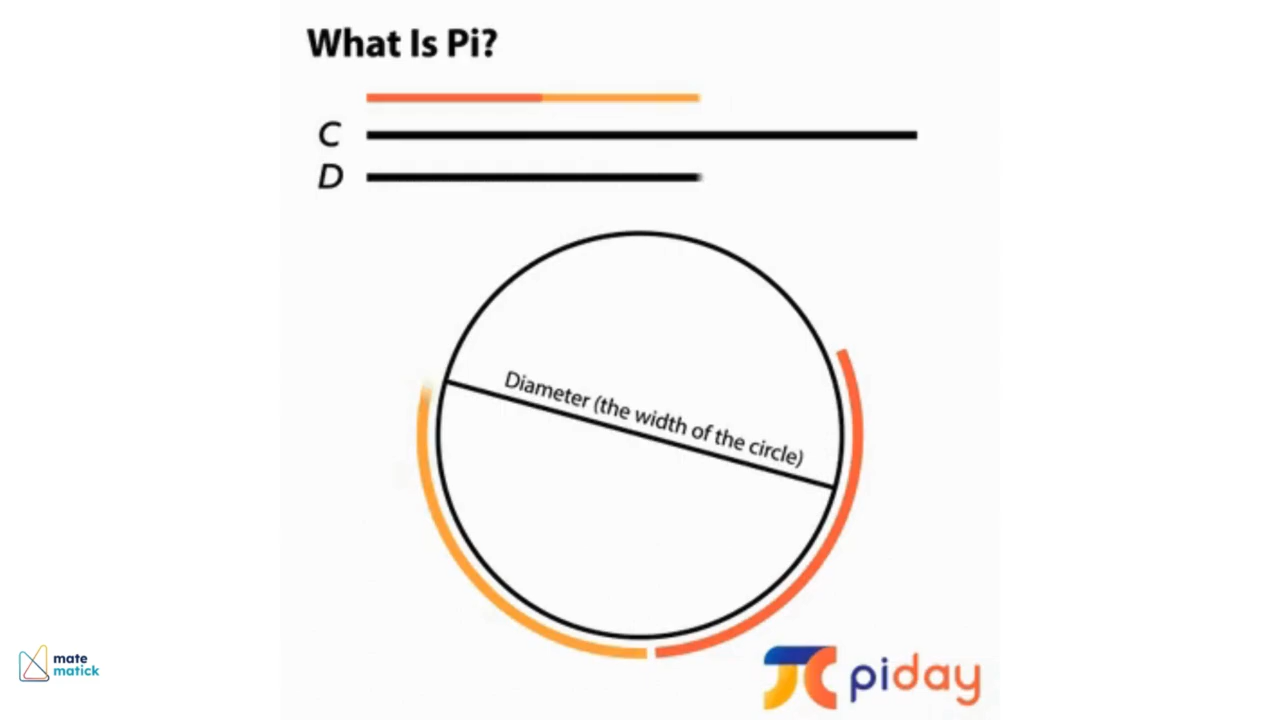 What Is Pi?
C
D
Diameter (the width of the circle)
mate
matick
piday